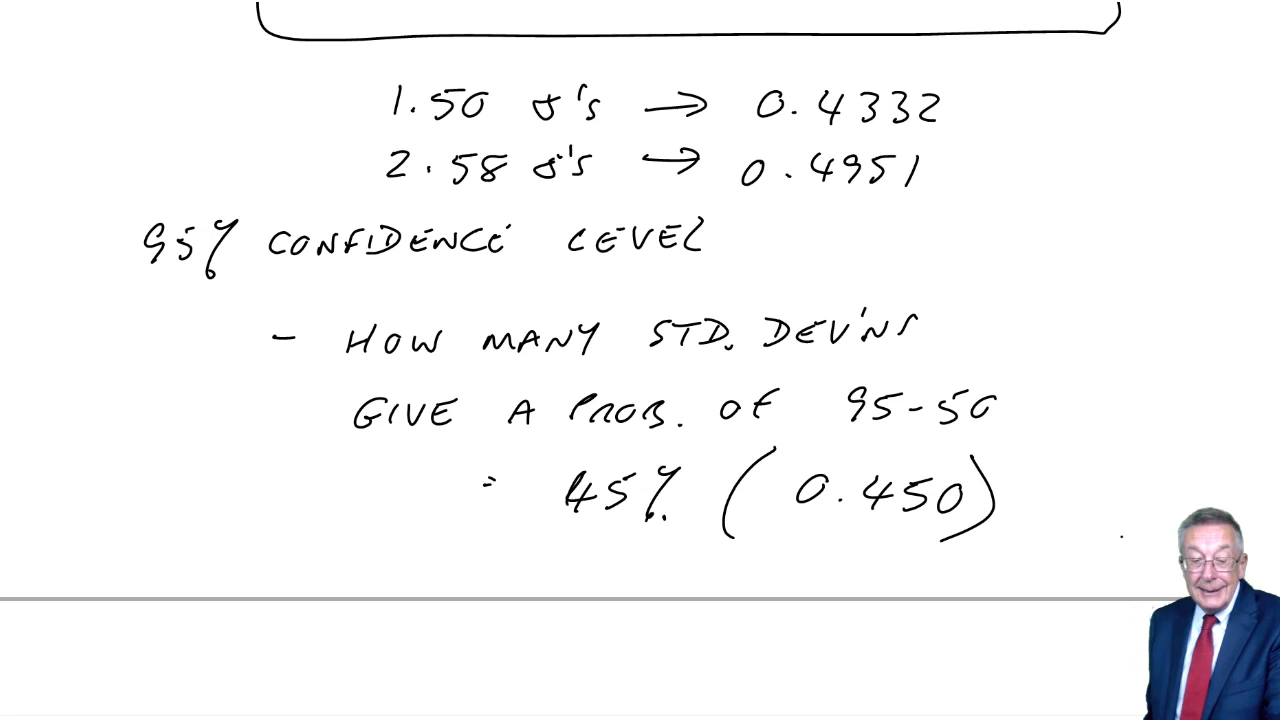 1.50 σ's → 0.4332
2.58 σ's → 0.4951
95% CONFIDENCE LEVEL
- HOW MANY STD. DEV'NS
GIVE A PROB. OF 95-50
= 45% (0.450)